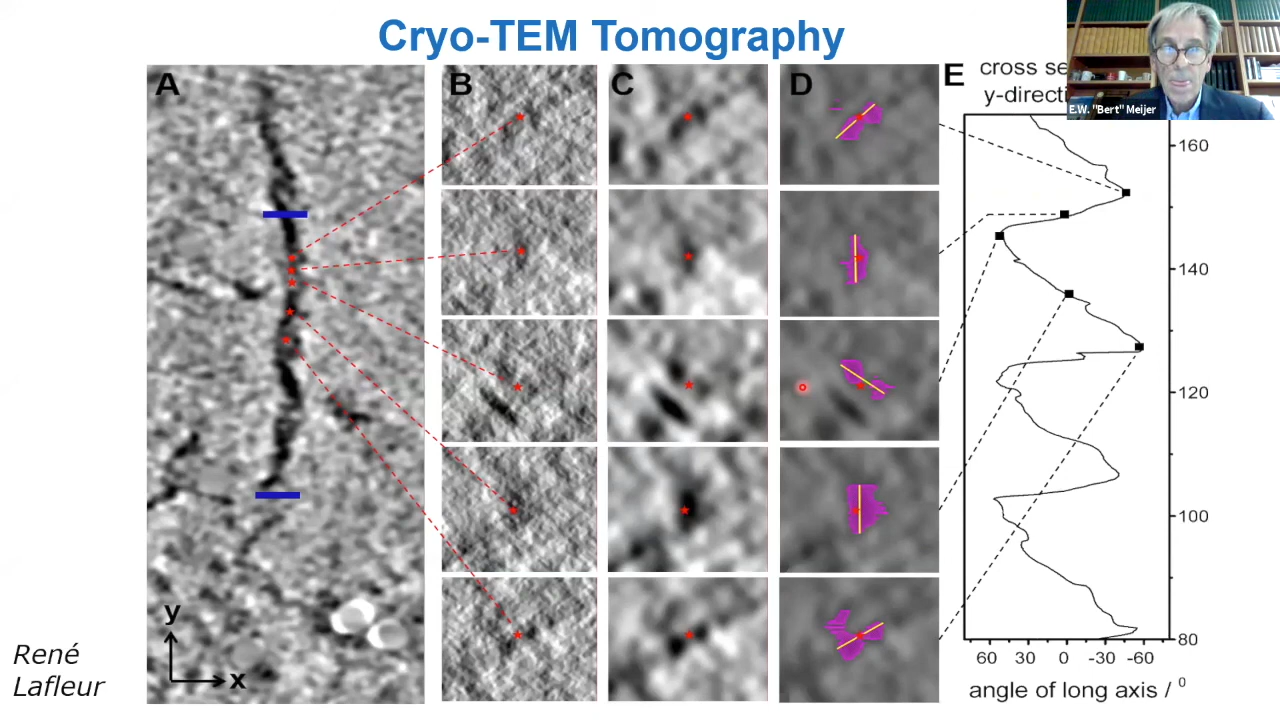 Cryo-TEM Tomography
A
B
C
D
E
cross se
y-directi
E.W. "Bert" Meijer
160
140
120
100
80
60 30 0 -30 -60
angle of long axis / 0
y
x
René
Lafleur